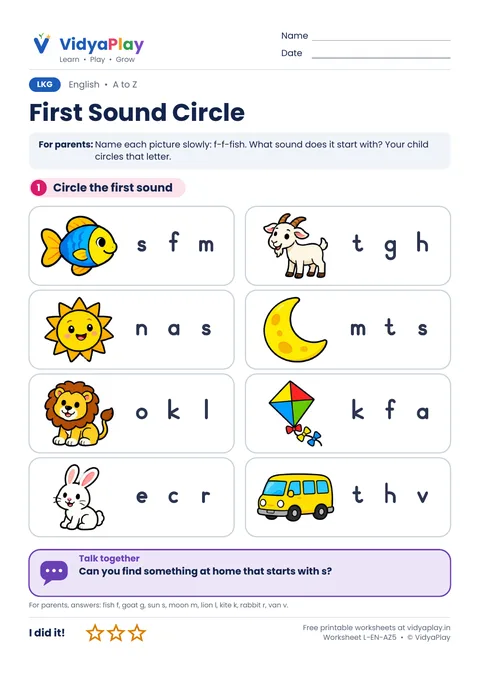 VidyaPlay
Learn • Play • Grow
Name
Date
LKG English • A to Z
First Sound Circle
For parents: Name each picture slowly: f-f-fish. What sound does it start with? Your child
circles that letter.
1 Circle the first sound
s f m
t g h
n a s
m t s
o k l
k f a
e c r
t h v
Talk together
Can you find something at home that starts with s?
For parents, answers: fish f, goat g, sun s, moon m, lion l, kite k, rabbit r, van v.
I did it!
Free printable worksheets at vidyaplay.in
Worksheet L-EN-AZ5 • © VidyaPlay